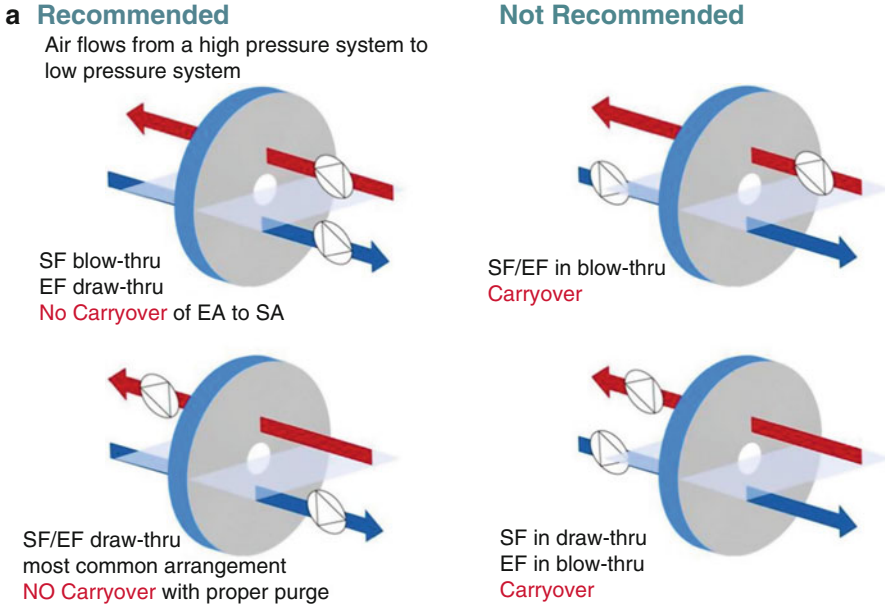 a Recommended
Air flows from a high pressure system to
low pressure system
SF blow-thru
EF draw-thru
No Carryover of EA to SA
SF/EF draw-thru
most common arrangement
NO Carryover with proper purge
Not Recommended
SF/EF in blow-thru
Carryover
SF in draw-thru
EF in blow-thru
Carryover